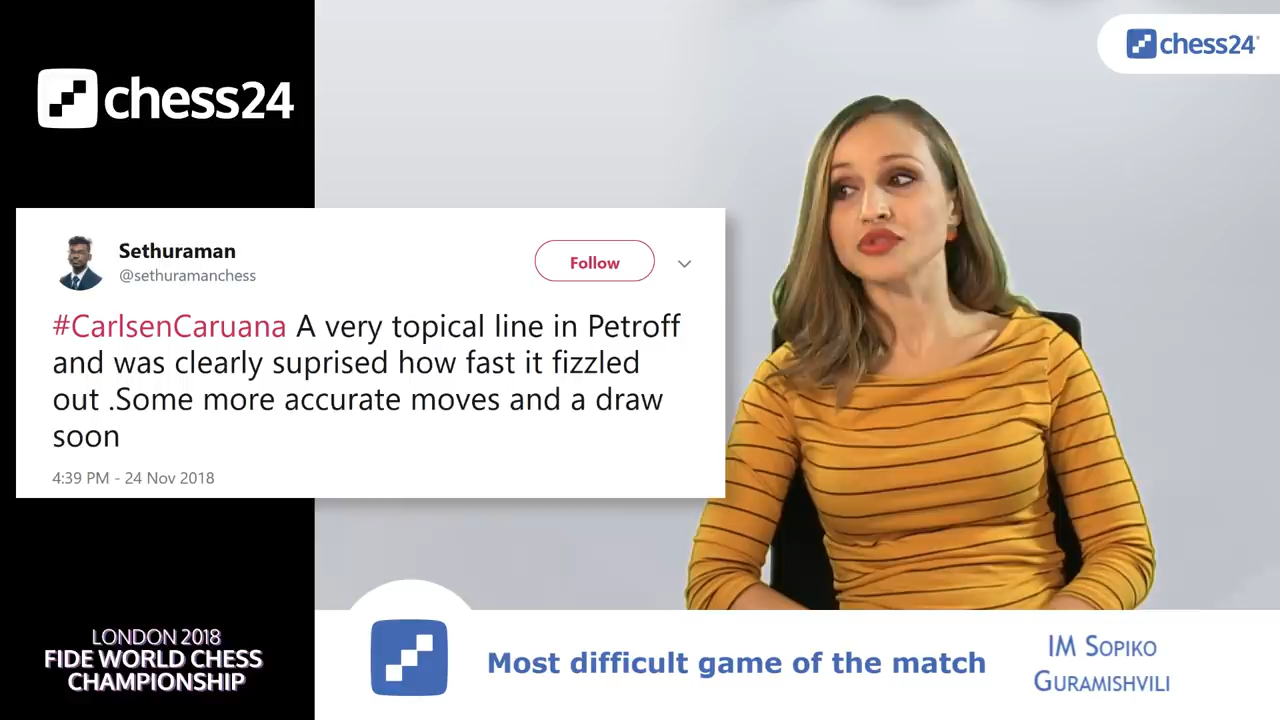 chess24
chess24
Sethuraman
@sethuramanchess
Follow
#CarlsenCaruana A very topical line in Petroff
and was clearly suprised how fast it fizzled
out .Some more accurate moves and a draw
soon
4:39 PM - 24 Nov 2018
LONDON 2018
FIDE WORLD CHESS
CHAMPIONSHIP
Most difficult game of the match
IM Sopiko
Guramishvili